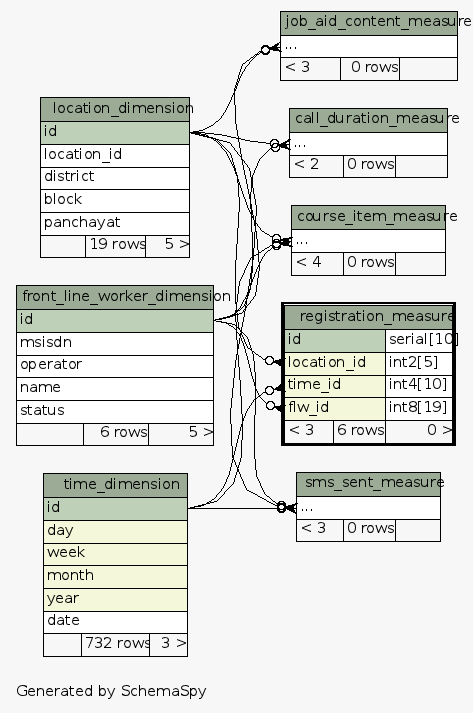 job_aid_content_measure
...
< 3 0 rows
location_dimension
id
location_id
district
block
panchayat
19 rows 5 >
call_duration_measure
...
< 2 0 rows
course_item_measure
...
< 4 0 rows
front_line_worker_dimension
id
msisdn
operator
name
status
6 rows 5 >
registration_measure
id serial[10]
location_id int2[5]
time_id int4[10]
flw_id int8[19]
< 3 6 rows 0 >
time_dimension
id
day
week
month
year
date
732 rows 3 >
sms_sent_measure
...
< 3 0 rows
Generated by SchemaSpy